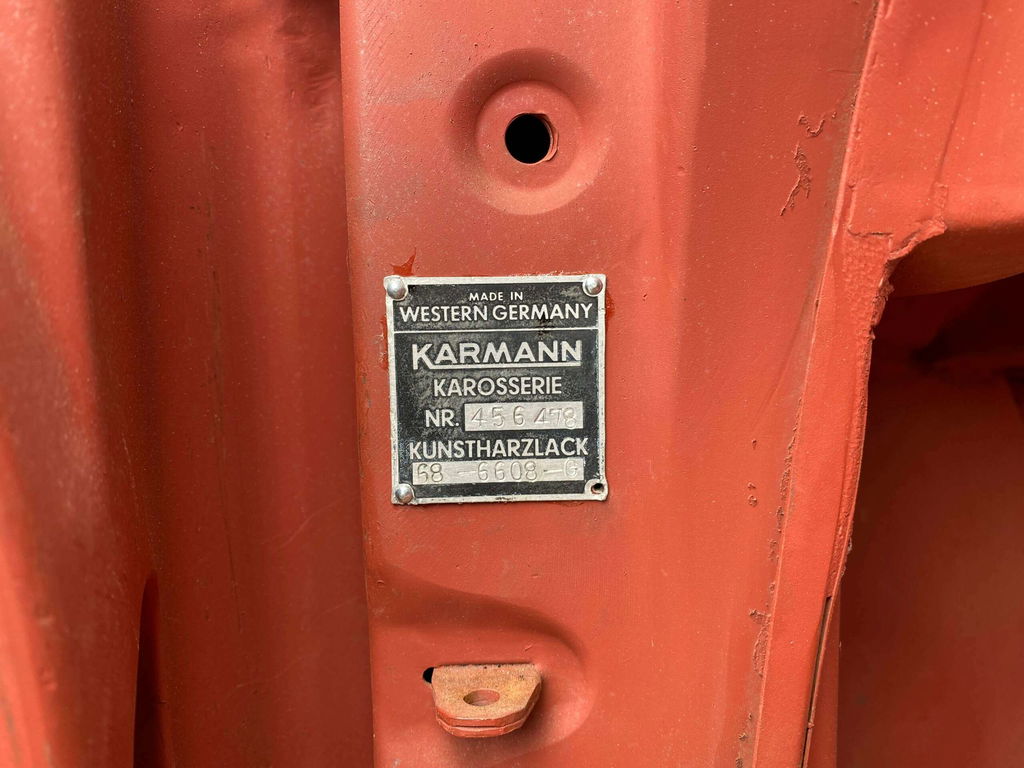 MADE IN
WESTERN GERMANY
KARMANN
KAROSSERIE
NR. 456478
KUNSTHARZLACK
68-6608-G